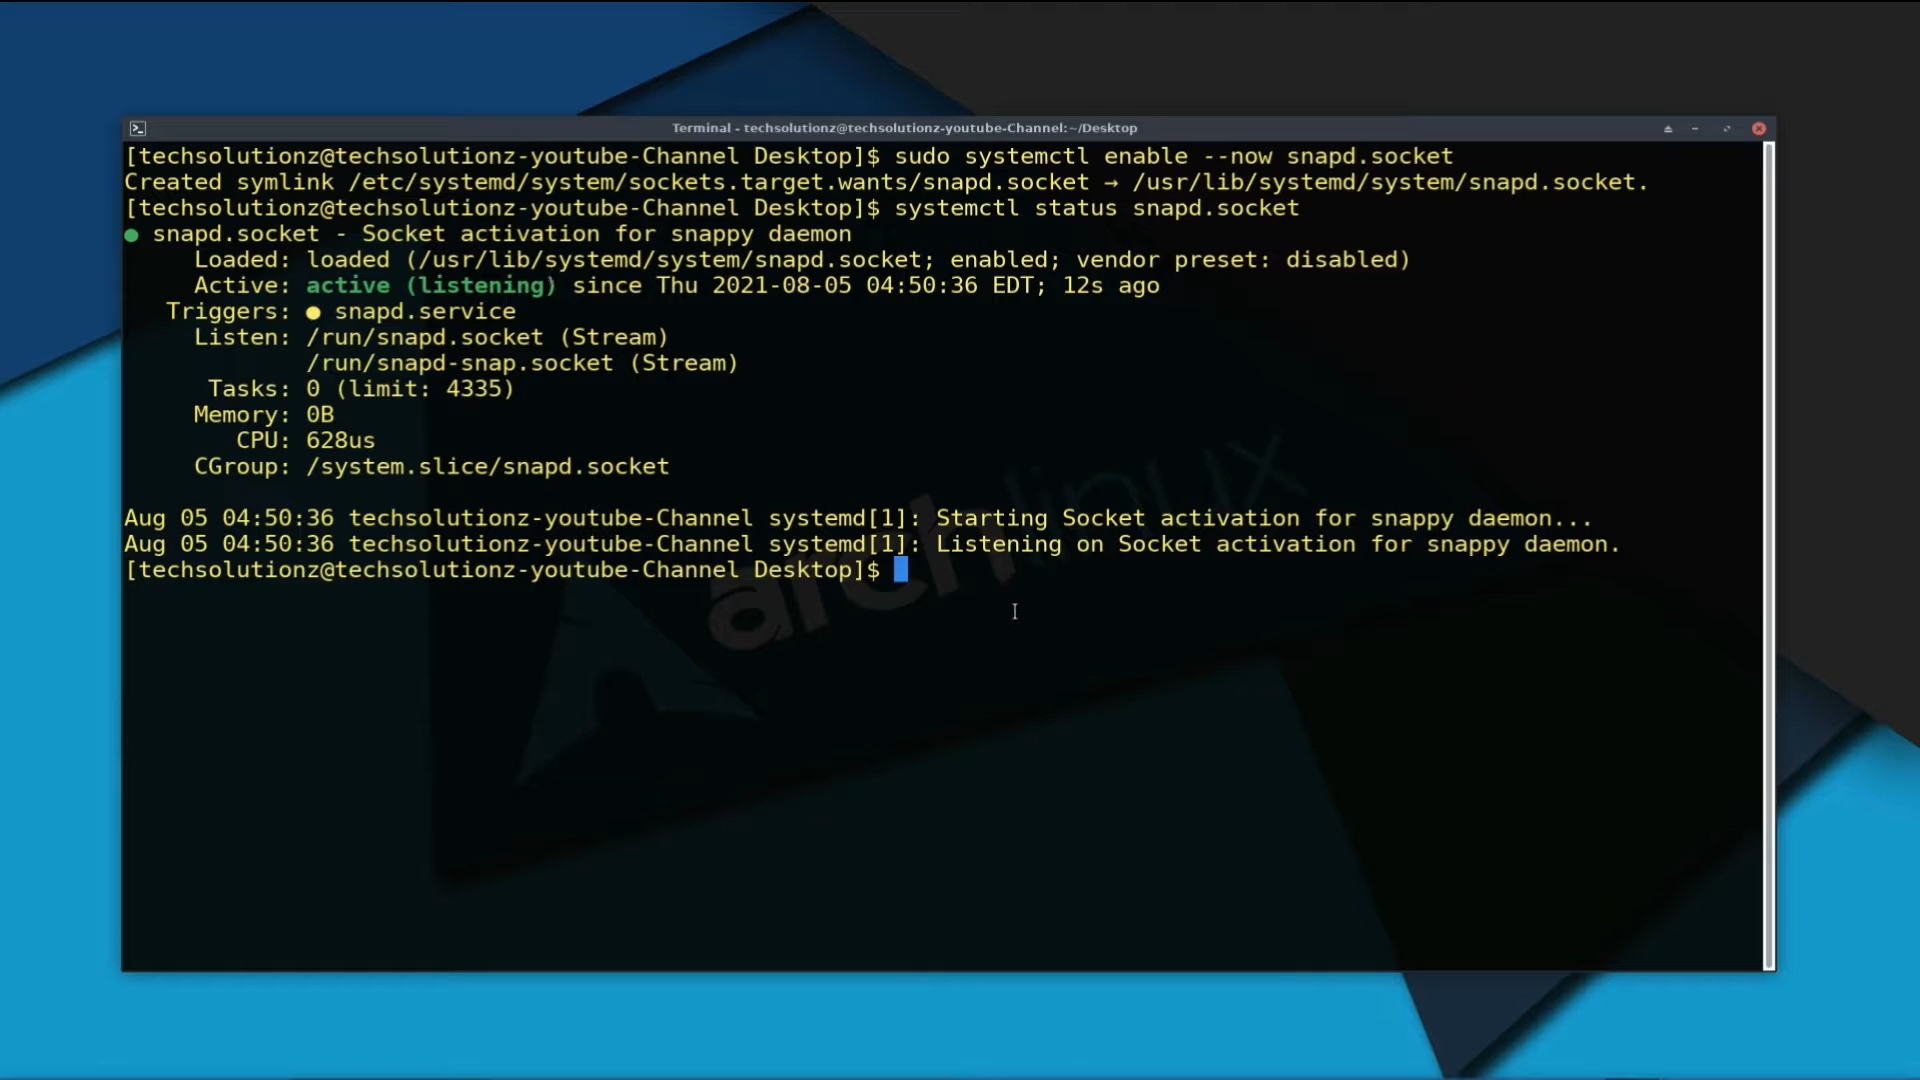 Terminal - techsolutionz@techsolutionz-youtube-Channel:~/Desktop
[techsolutionz@techsolutionz-youtube-Channel Desktop]$ sudo systemctl enable --now snapd.socket
Created symlink /etc/systemd/system/sockets.target.wants/snapd.socket → /usr/lib/systemd/system/snapd.socket.
[techsolutionz@techsolutionz-youtube-Channel Desktop]$ systemctl status snapd.socket
● snapd.socket - Socket activation for snappy daemon
Loaded: loaded (/usr/lib/systemd/system/snapd.socket; enabled; vendor preset: disabled)
Active: active (listening) since Thu 2021-08-05 04:50:36 EDT; 12s ago
Triggers: ● snapd.service
Listen: /run/snapd.socket (Stream)
/run/snapd-snap.socket (Stream)
Tasks: 0 (limit: 4335)
Memory: 0B
CPU: 628us
CGroup: /system.slice/snapd.socket
Aug 05 04:50:36 techsolutionz-youtube-Channel systemd[1]: Starting Socket activation for snappy daemon...
Aug 05 04:50:36 techsolutionz-youtube-Channel systemd[1]: Listening on Socket activation for snappy daemon.
[techsolutionz@techsolutionz-youtube-Channel Desktop]$
archlinux